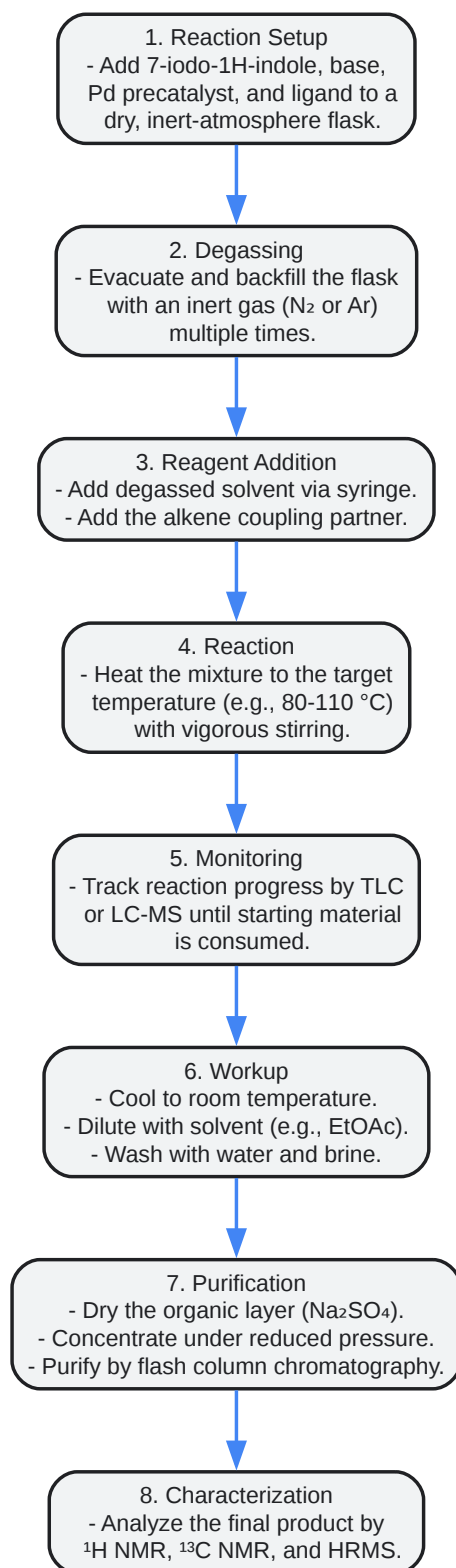 1. Reaction Setup
- Add 7-iodo-1H-indole, base,
Pd precatalyst, and ligand to a
dry, inert-atmosphere flask.
2. Degassing
- Evacuate and backfill the flask
with an inert gas (N₂ or Ar)
multiple times.
3. Reagent Addition
- Add degassed solvent via syringe.
- Add the alkene coupling partner.
4. Reaction
- Heat the mixture to the target
temperature (e.g., 80-110 °C)
with vigorous stirring.
5. Monitoring
- Track reaction progress by TLC
or LC-MS until starting material
is consumed.
6. Workup
- Cool to room temperature.
- Dilute with solvent (e.g., EtOAc).
- Wash with water and brine.
7. Purification
- Dry the organic layer (Na₂SO₄).
- Concentrate under reduced pressure.
- Purify by flash column chromatography.
8. Characterization
- Analyze the final product by
¹H NMR, ¹³C NMR, and HRMS.